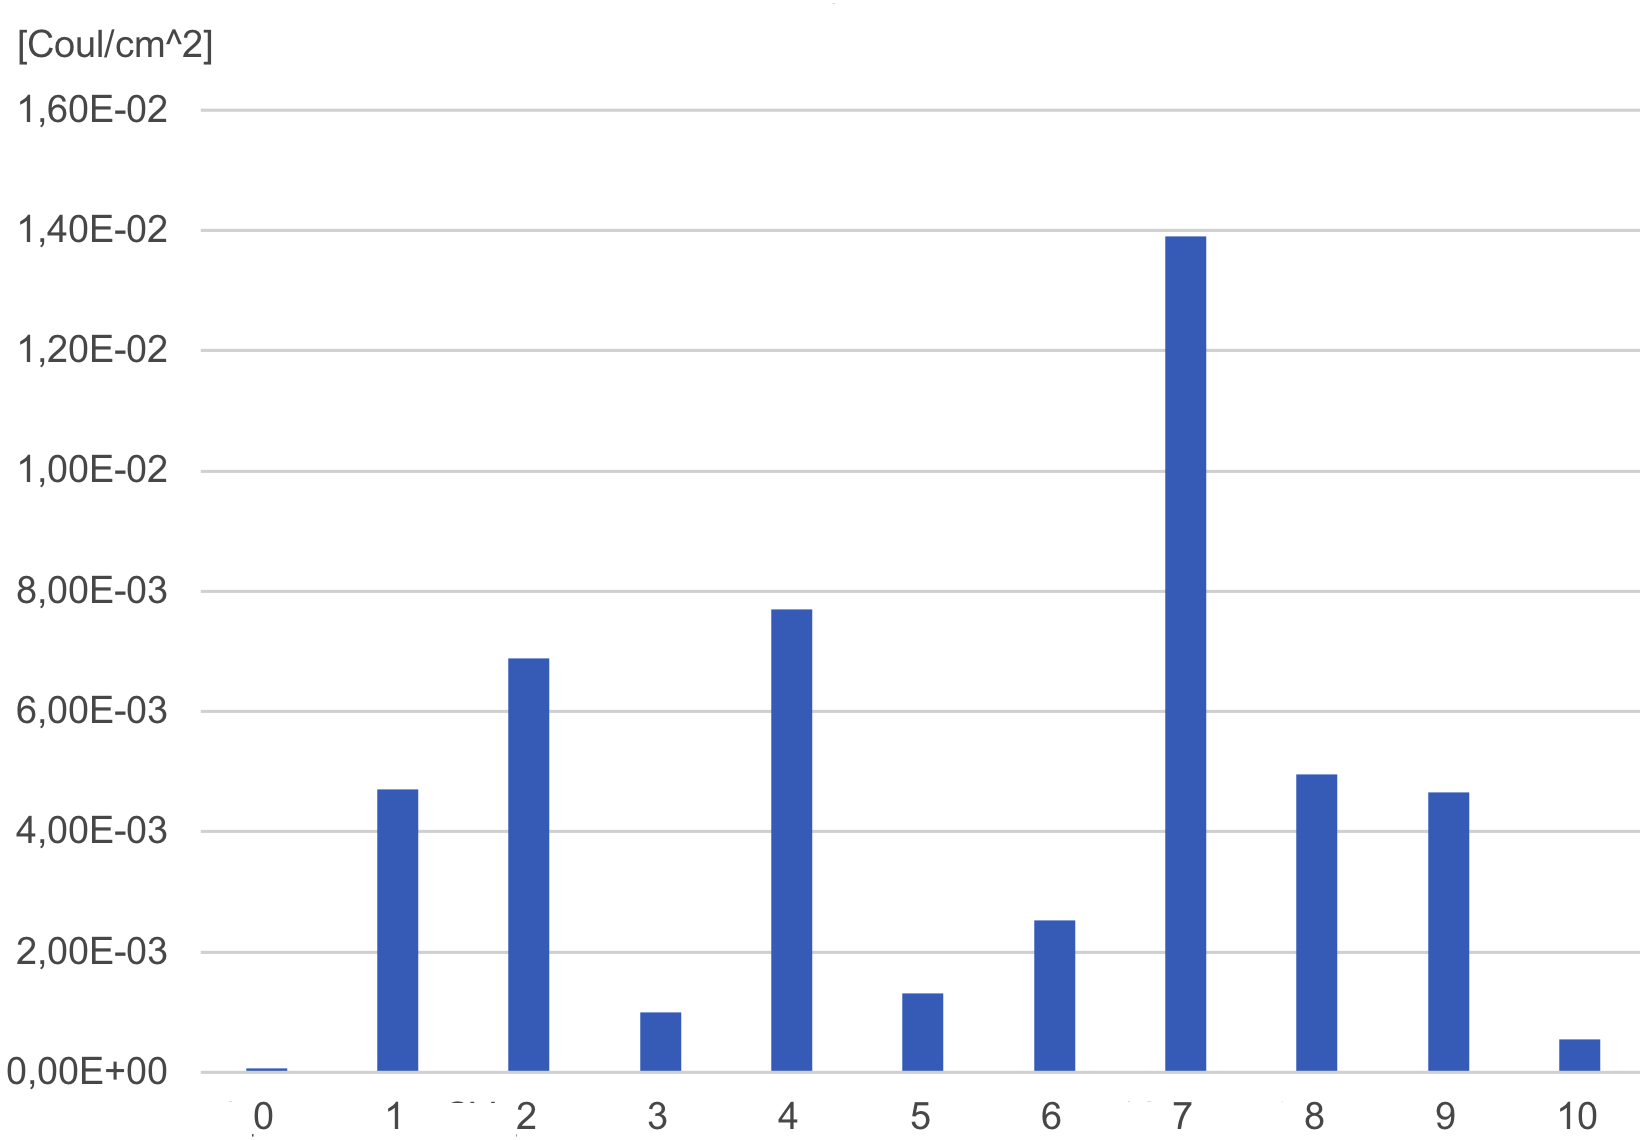 [Coul/cm^2]
1,60E-02
1,40E-02
1,20E-02
1,00E-02
8,00E-03
6,00E-03
4,00E-03
2,00E-03
0,00E+00
0 1 2 3 4 5 6 7 8 9 10